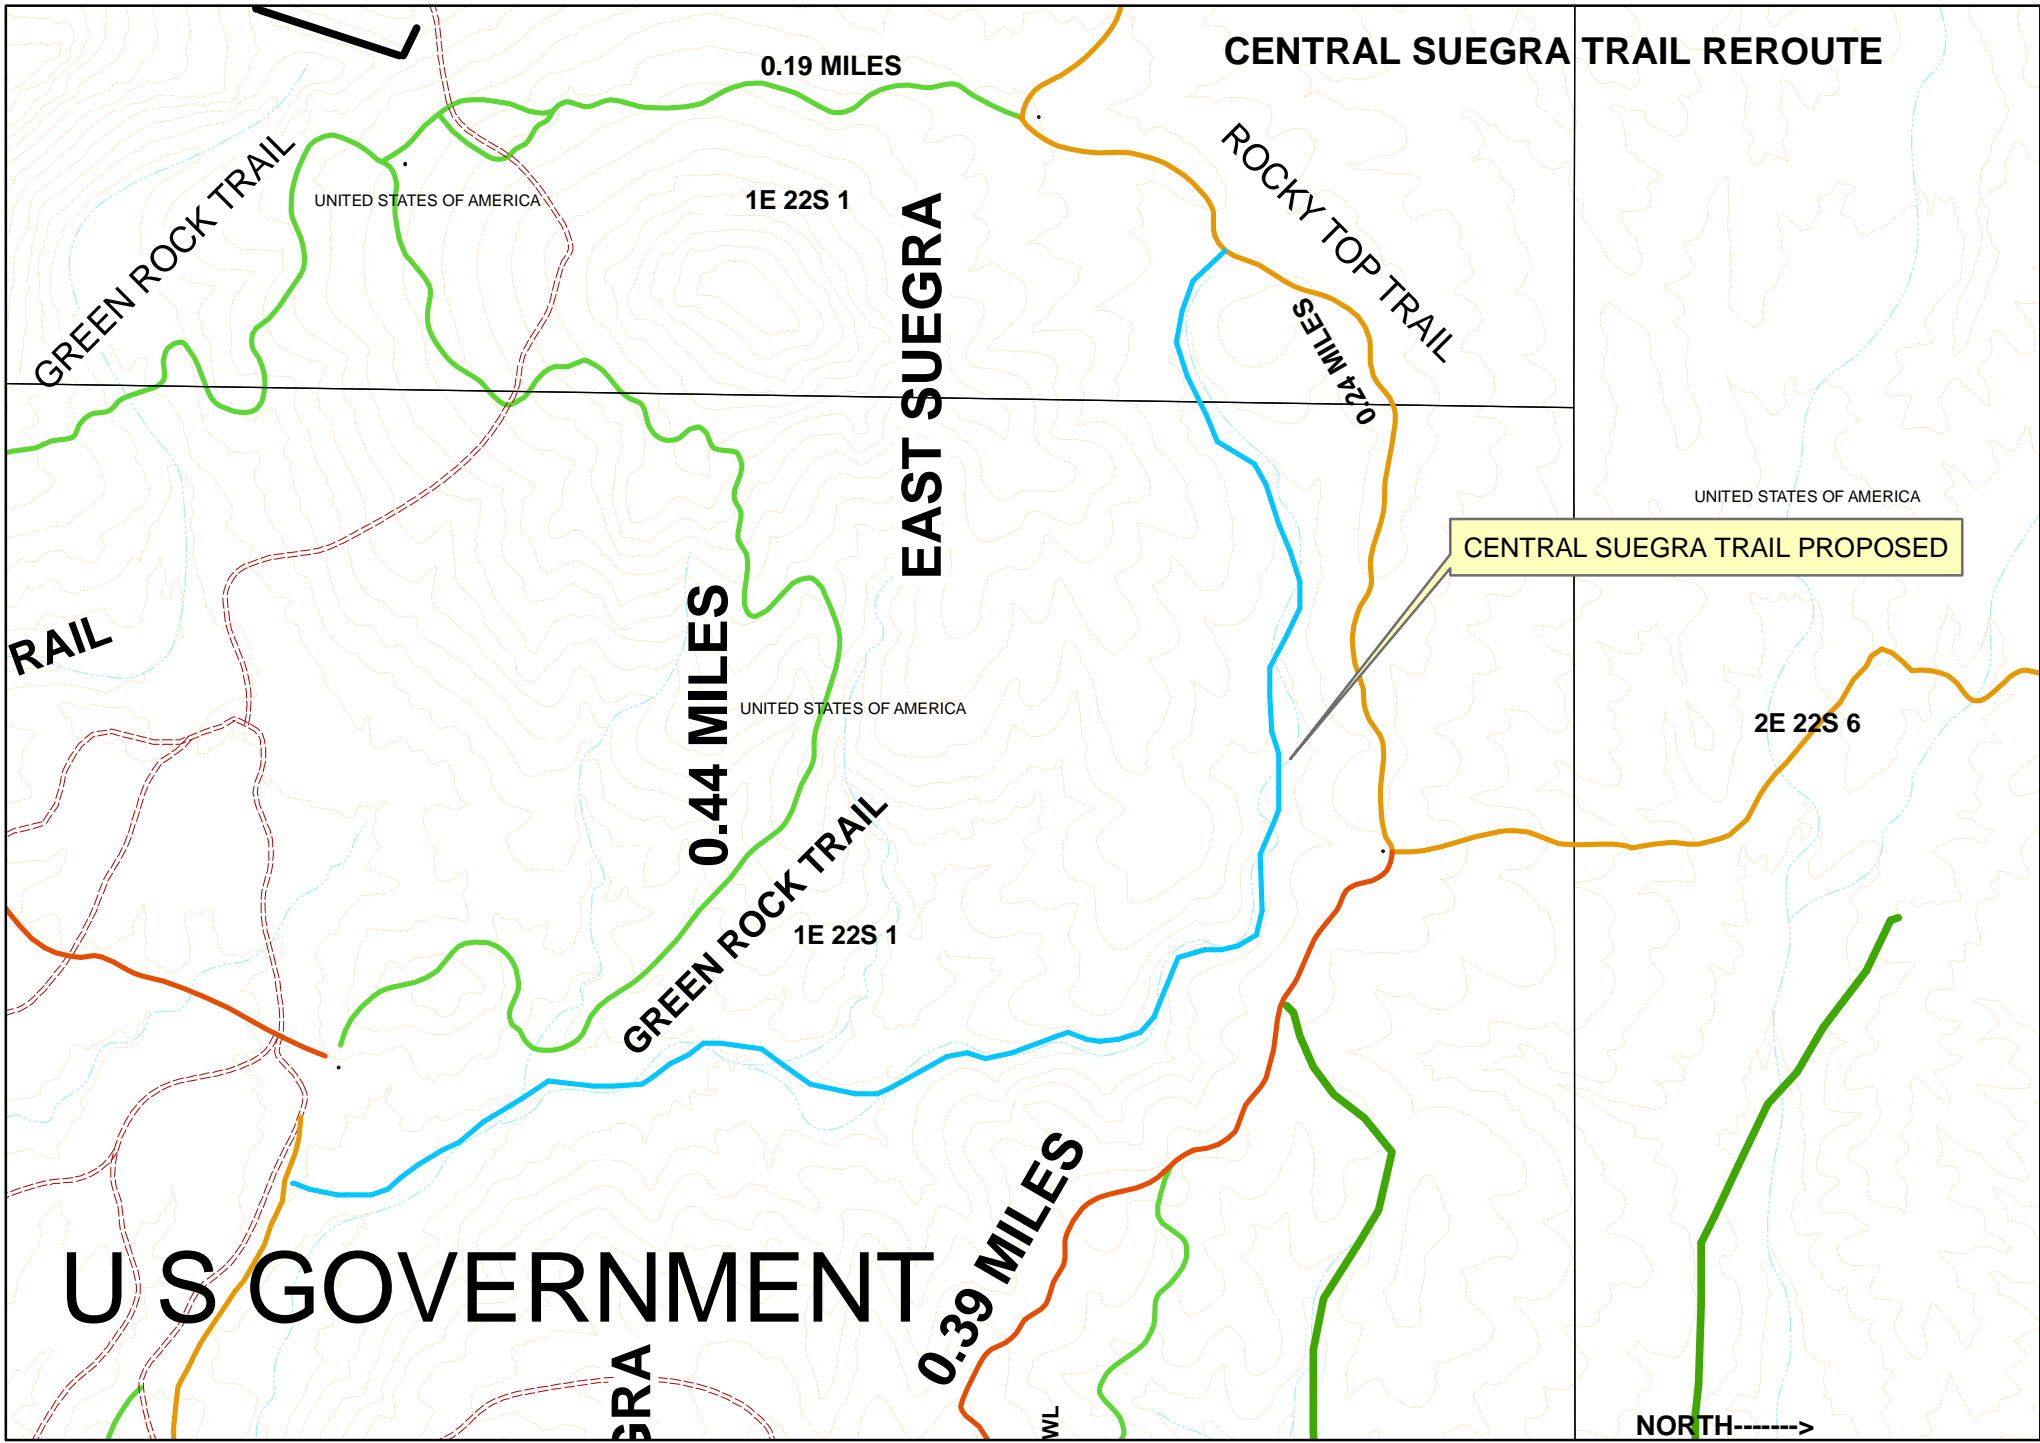 CENTRAL SUEGRA TRAIL REROUTE
0.19 MILES
GREEN ROCK TRAIL
UNITED STATES OF AMERICA
1E 22S 1
EAST SUEGRA
ROCKY TOP TRAIL
0.24 MILES
UNITED STATES OF AMERICA
CENTRAL SUEGRA TRAIL PROPOSED
RAIL
0.44 MILES
UNITED STATES OF AMERICA
2E 22S 6
GREEN ROCK TRAIL
1E 22S 1
0.39 MILES
U S GOVERNMENT
GRA
WL
NORTH------->